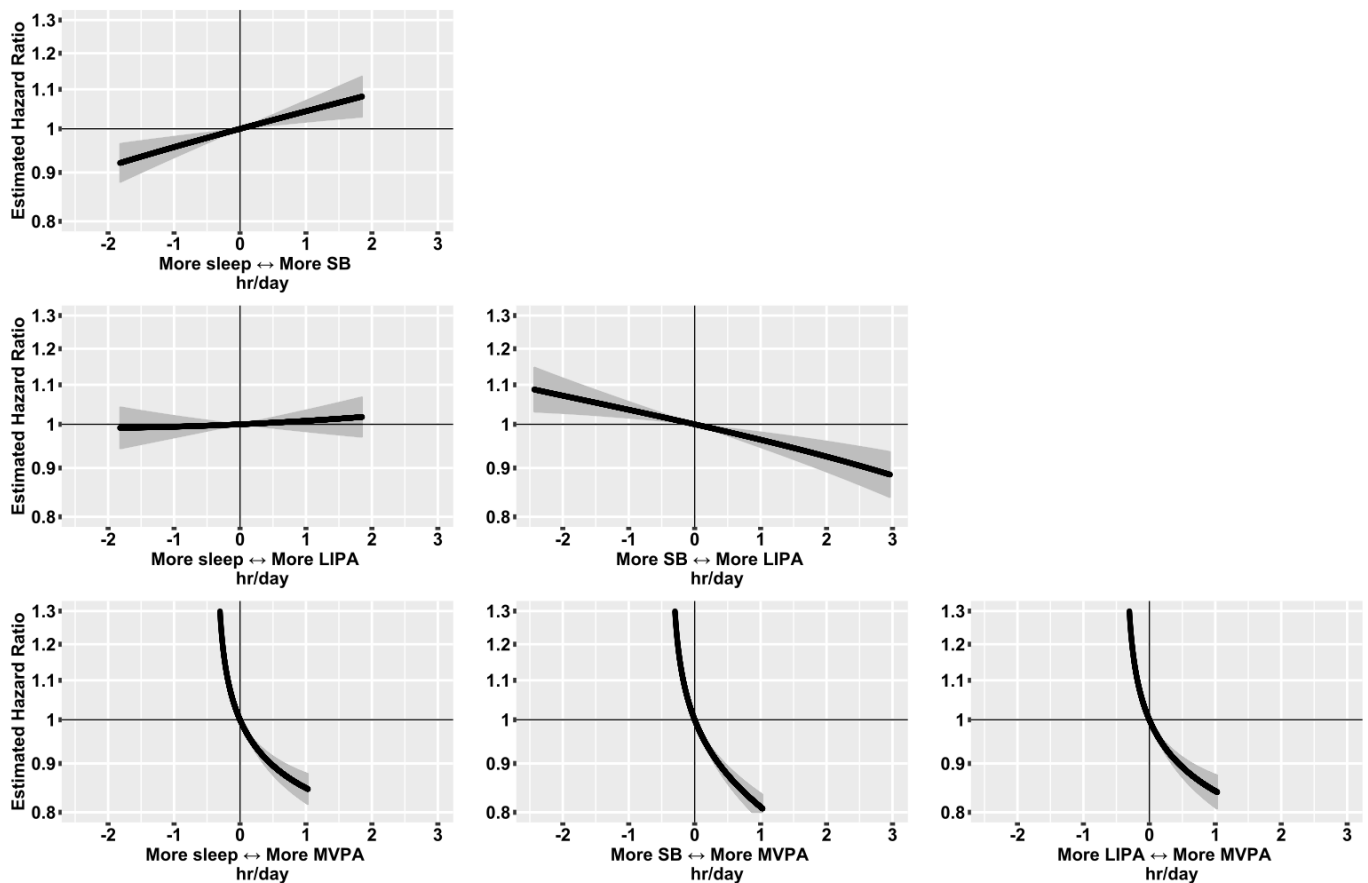 Estimated Hazard Ratio
1.3
1.2
1.1
1
0.9
0.8
-2 -1 0 1 2 3
More sleep ↔ More SB
hr/day
Estimated Hazard Ratio
1.3
1.2
1.1
1
0.9
0.8
-2 -1 0 1 2 3
More sleep ↔ More LIPA
hr/day
1.3
1.2
1.1
1
0.9
0.8
-2 -1 0 1 2 3
More SB ↔ More LIPA
hr/day
Estimated Hazard Ratio
1.3
1.2
1.1
1
0.9
0.8
-2 -1 0 1 2 3
More sleep ↔ More MVPA
hr/day
1.3
1.2
1.1
1
0.9
0.8
-2 -1 0 1 2 3
More SB ↔ More MVPA
hr/day
1.3
1.2
1.1
1
0.9
0.8
-2 -1 0 1 2 3
More LIPA ↔ More MVPA
hr/day